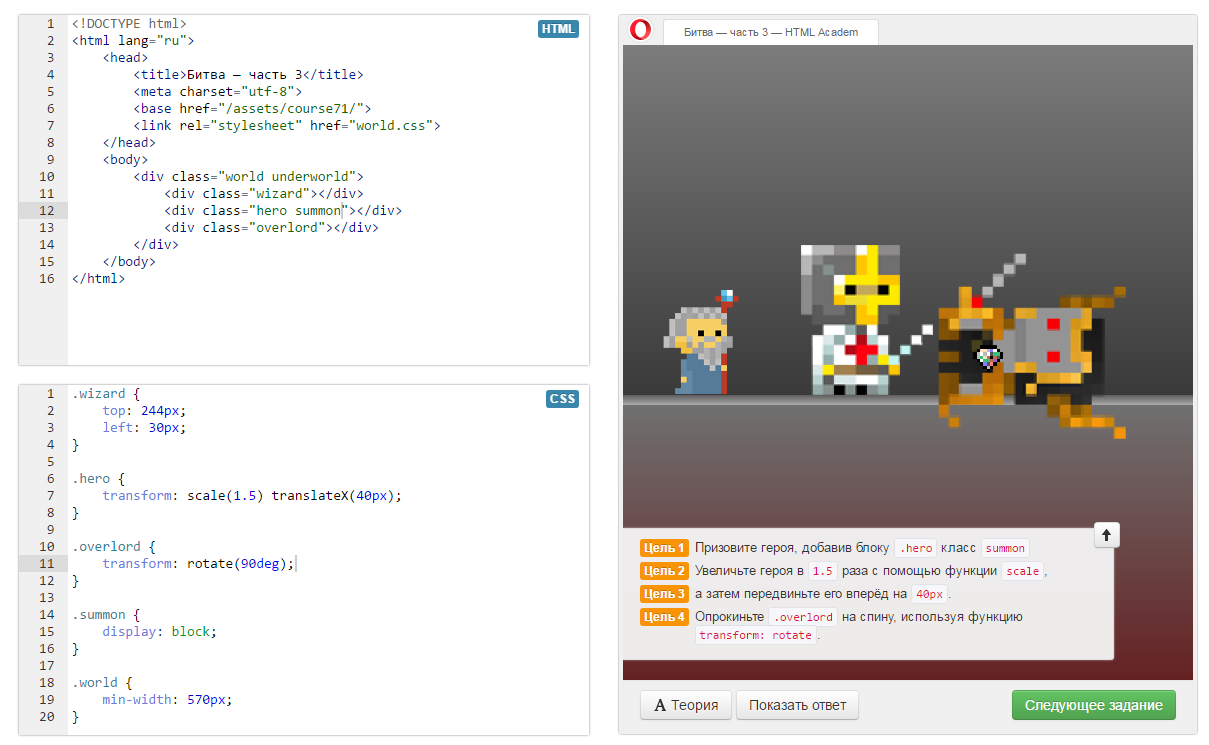 1 <!DOCTYPE html>
HTML
2 <html lang="ru">
3 <head>
4 <title>Битва — часть 3</title>
5 <meta charset="utf-8">
6 <base href="/assets/course71/">
7 <link rel="stylesheet" href="world.css">
8 </head>
9 <body>
10 <div class="world underworld">
11 <div class="wizard"></div>
12 <div class="hero summon"></div>
13 <div class="overlord"></div>
14 </div>
15 </body>
16 </html>
1 .wizard {
CSS
2 top: 244px;
3 left: 30px;
4 }
5
6 .hero {
7 transform: scale(1.5) translateX(40px);
8 }
9
10 .overlord {
11 transform: rotate(90deg);
12 }
13
14 .summon {
15 display: block;
16 }
17
18 .world {
19 min-width: 570px;
20 }
Битва — часть 3 — HTML Academ
Цель 1 Призовите героя, добавив блоку .hero класс summon
Цель 2 Увеличьте героя в 1.5 раза с помощью функции scale ,
Цель 3 а затем передвиньте его вперёд на 40px .
Цель 4 Опрокиньте .overlord на спину, используя функцию
transform: rotate .
A Теория
Показать ответ
Следующее задание